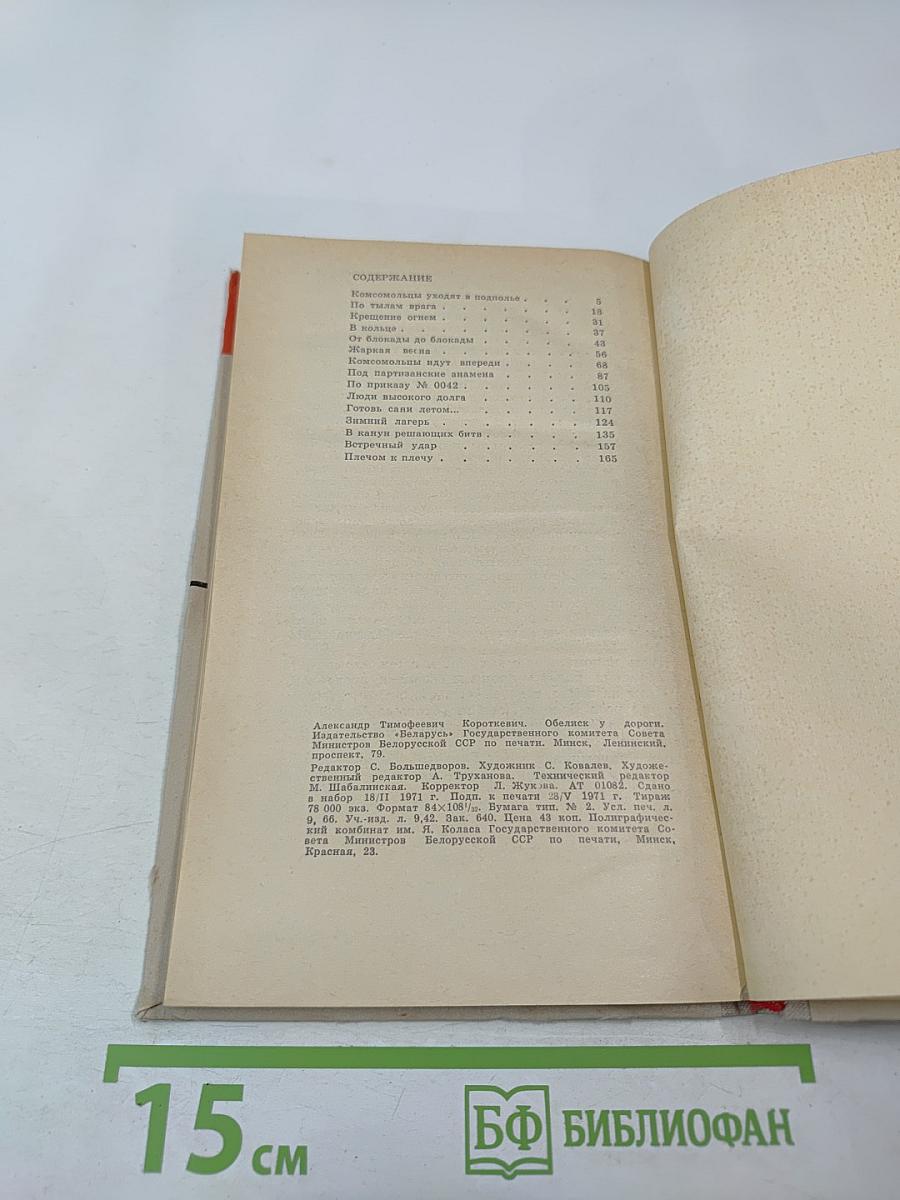 СОДЕРЖАНИЕ
Комсомольцы уходят в подполье . . . 5
По тылам врага . . . . . . . 18
Крещение огнем . . . . . . . 31
В кольце . . . . . . . . . 37
От блокады до блокады . . . . . 43
Жаркая весна . . . . . . . 56
Комсомольцы идут впереди . . . . 68
Под партизанские знамена . . . . 87
По приказу № 0042 . . . . . . 105
Люди высокого долга . . . . . 110
Готовь сани летом... . . . . . 117
Зимний лагерь . . . . . . . 124
В канун решающих битв . . . . . 135
Встречный удар . . . . . . . 157
Плечом к плечу . . . . . . . 165
Александр Тимофеевич Короткевич. Обелиск у дороги.
Издательство «Беларусь» Государственного комитета Совета
Министров Белорусской ССР по печати. Минск, Ленинский,
проспект, 79.
Редактор С. Большедворов. Художник С. Ковалев, Художе-
ственный редактор А. Труханова. Технический редактор
М. Шабалинская. Корректор Л. Жукова. АТ 01082. Сдано
в набор 18/II 1971 г. Подп. к печати 28/V 1971 г. Тираж
78 000 экз. Формат 84×108¹/₃₂. Бумага тип. № 2. Усл. печ. л.
9, 66. Уч.-изд. л. 9,42. Зак. 640. Цена 43 коп. Полиграфичес-
кий комбинат им. Я. Коласа Государственного комитета Со-
вета Министров Белорусской ССР по печати, Минск,
Красная, 23.
15 см
БФ БИБЛИОФАН